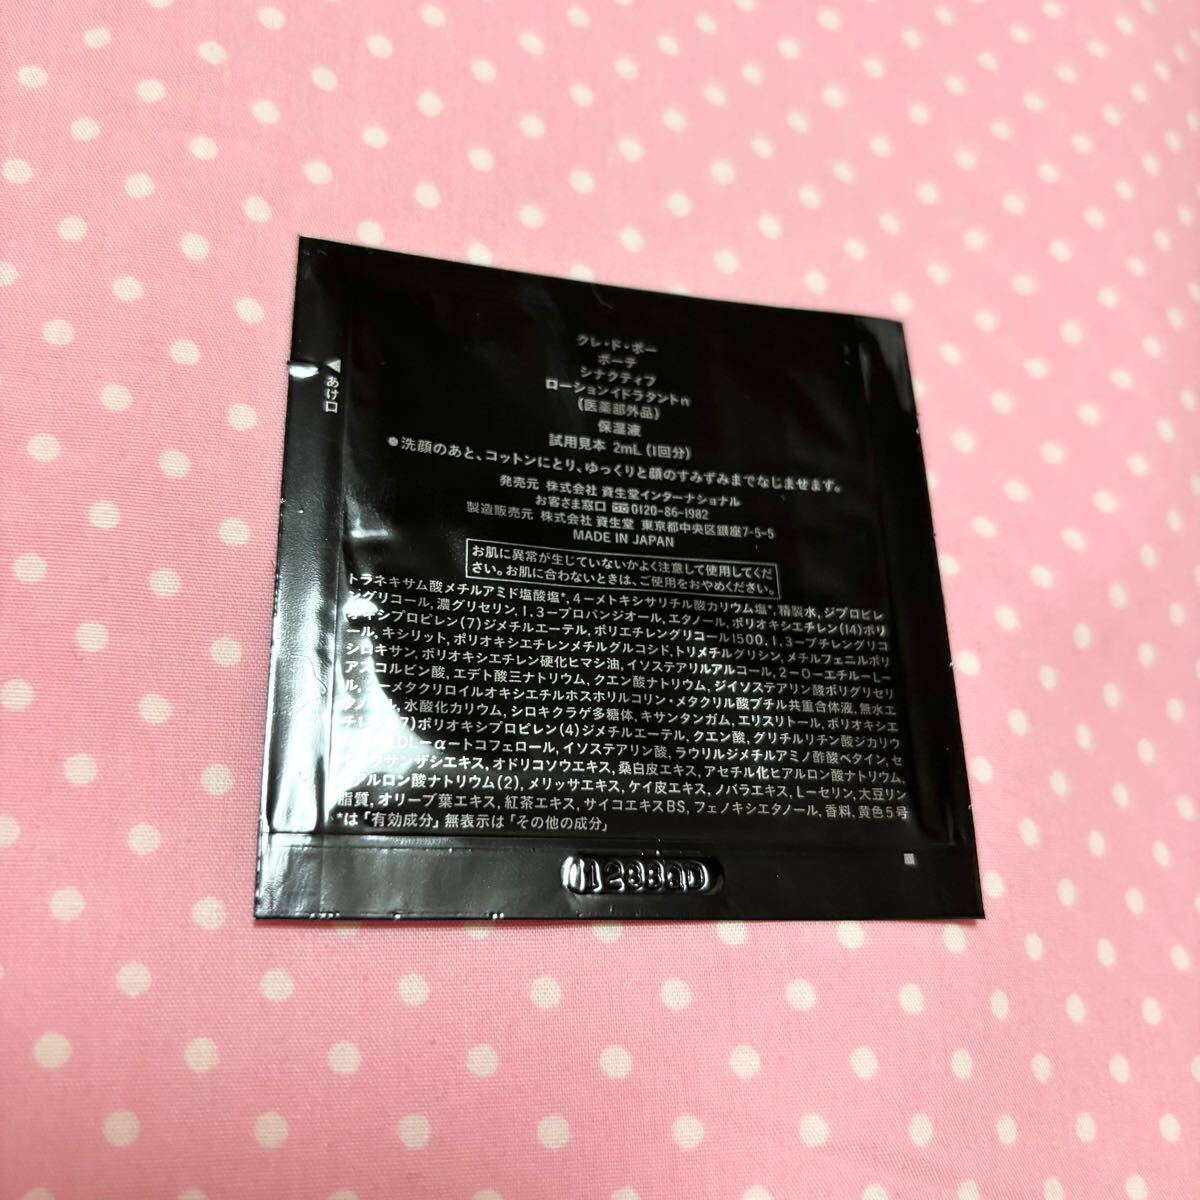 あけ口
クレ・ド・ポー
ボーテ
シナクティフ
ローションイドラタントn
(医薬部外品)
保湿液
試用見本 2mL (1回分)
●洗顔のあと、コットンにとり、ゆっくりと顔のすみずみまでなじませます。
発売元 株式会社 資生堂インターナショナル
お客さま窓口 0120-86-1982
製造販売元 株式会社 資生堂 東京都中央区銀座7-5-5
MADE IN JAPAN
お肌に異常が生じていないかよく注意して使用してくだ
さい。お肌に合わないときは、ご使用をおやめください。
トラネキサム酸メチルアミド塩酸塩*, 4-メトキシサリチル酸カリウム塩*, 精製水, ジプロピレ
ングリコール, 濃グリセリン, 1,3-プロパンジオール, エタノール, ポリオキシエチレン(14)ポリ
オキシプロピレン(7)ジメチルエーテル, ポリエチレングリコール1500, 1,3-ブチレングリコ
ール, キシリット, ポリオキシエチレンメチルグルコシド, トリメチルグリシン, メチルフェニルポリ
シロキサン, ポリオキシエチレン硬化ヒマシ油, イソステアリルアルコール, 2-O-エチル-L-
アスコルビン酸, エデト酸三ナトリウム, クエン酸ナトリウム, ジイソステアリン酸ポリグリセリ
ル, 2-メタクリロイルオキシエチルホスホリルコリン・メタクリル酸ブチル共重合体液, 無水エ
タノール, 水酸化カリウム, シロキクラゲ多糖体, キサンタンガム, エリスリトール, ポリオキシエ
チレン(17)ポリオキシプロピレン(4)ジメチルエーテル, クエン酸, グリチルリチン酸ジカリウ
DL-α-トコフェロール, イソステアリン酸, ラウリルジメチルアミノ酢酸ベタイン, セ
イヨウサンザシエキス, オドリコソウエキス, 桑白皮エキス, アセチル化ヒアルロン酸ナトリウム,
ヒアルロン酸ナトリウム(2), メリッサエキス, ケイ皮エキス, ノバラエキス, L-セリン, 大豆リン
脂質, オリーブ葉エキス, 紅茶エキス, サイコエキスBS, フェノキシエタノール, 香料, 黄色5号
*は「有効成分」無表示は「その他の成分」